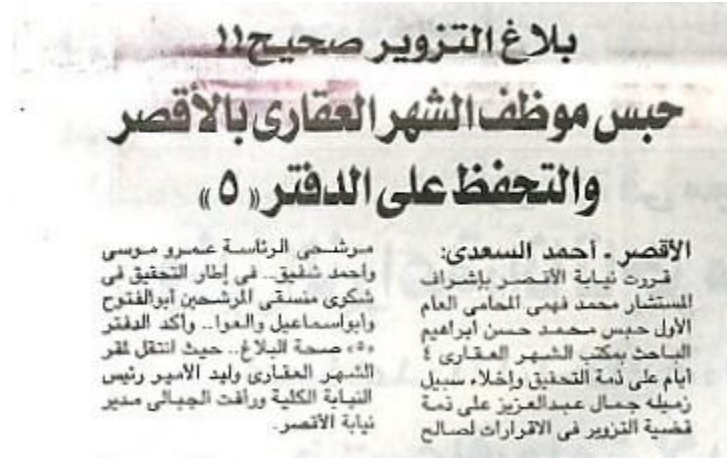 بلاغ التزوير صحيح!!
حبس موظف الشهر العقارى بالأقصر
والتحفظ على الدفتر «٥»
الأقصر ـ أحمد السعدى:
قررت نيابة الأقصر بإشراف
المستشار محمد فهمى المحامى العام
الأول حبس محمد حسن ابراهيم
الباحث بمكتب الشهر العقارى ٤
أيام على ذمة التحقيق وإخلاء سبيل
زميله جمال عبدالعزيز على ذمة
قضية التزوير فى الاقرارات لصالح
مرشحى الرئاسة عمرو موسى
وأحمد شفيق.. فى إطار التحقيق فى
شكوى منسقى المرشحين أبوالفتوح
وأبواسماعيل والعوا.. وأكد الدفتر
«٥» صحة البلاغ.. حيث انتقل لمقر
الشهر العقارى وليد الأمير رئيس
النيابة الكلية ورأفت الجبالى مدير
نيابة الأقصر.